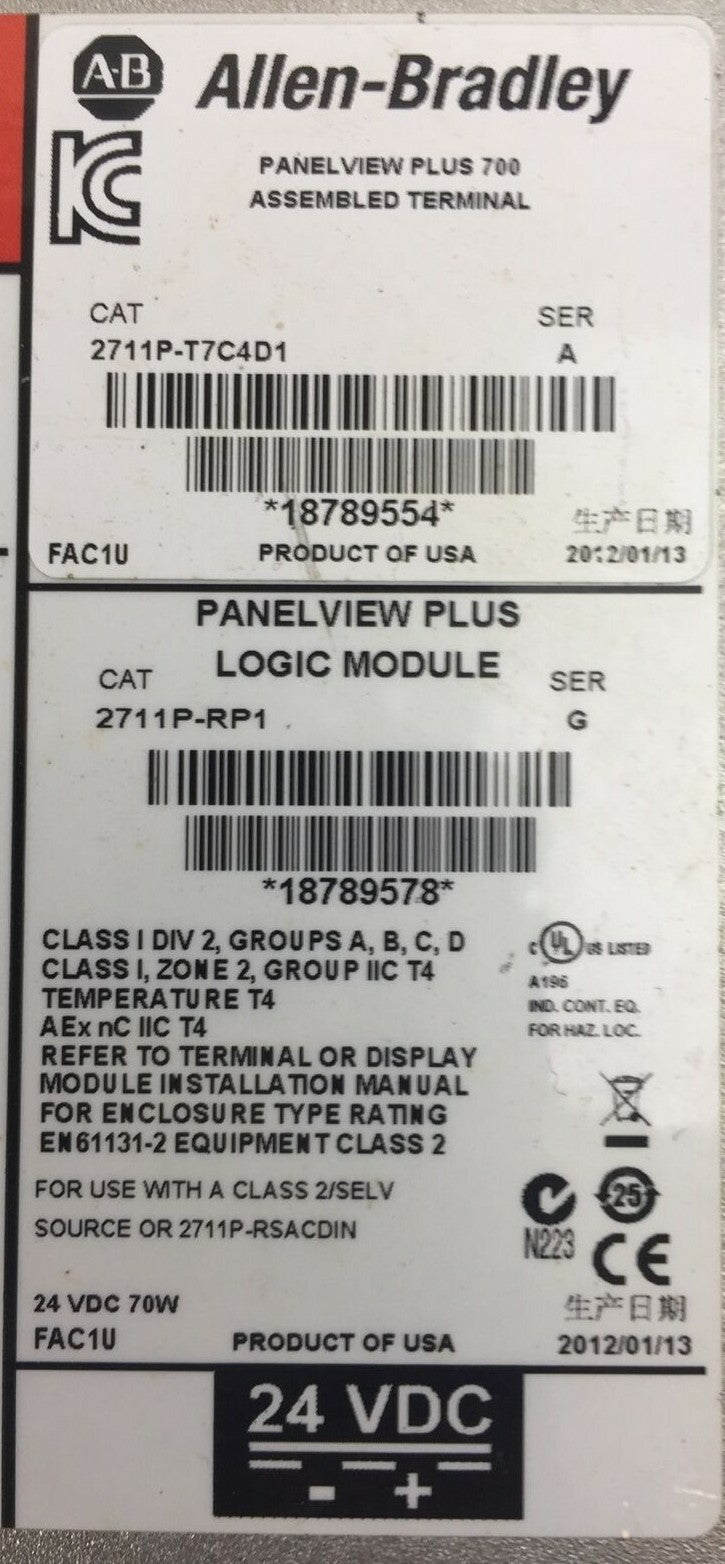 A-B Allen-Bradley
PANELVIEW PLUS 700
ASSEMBLED TERMINAL
CAT SER
2711P-T7C4D1 A
*18789554*
生产日期
FAC1U PRODUCT OF USA 2012/01/13
PANELVIEW PLUS
LOGIC MODULE
CAT SER
2711P-RP1 G
*18789578*
CLASS I DIV 2, GROUPS A, B, C, D
CLASS I, ZONE 2, GROUP IIC T4
TEMPERATURE T4
AEx nC IIC T4
REFER TO TERMINAL OR DISPLAY
MODULE INSTALLATION MANUAL
FOR ENCLOSURE TYPE RATING
EN61131-2 EQUIPMENT CLASS 2
C UL US LISTED
A196
IND. CONT. EQ.
FOR HAZ. LOC.
FOR USE WITH A CLASS 2/SELV
SOURCE OR 2711P-RSACDIN
25
N223
CE
24 VDC 70W
生产日期
FAC1U PRODUCT OF USA 2012/01/13
24 VDC
- +